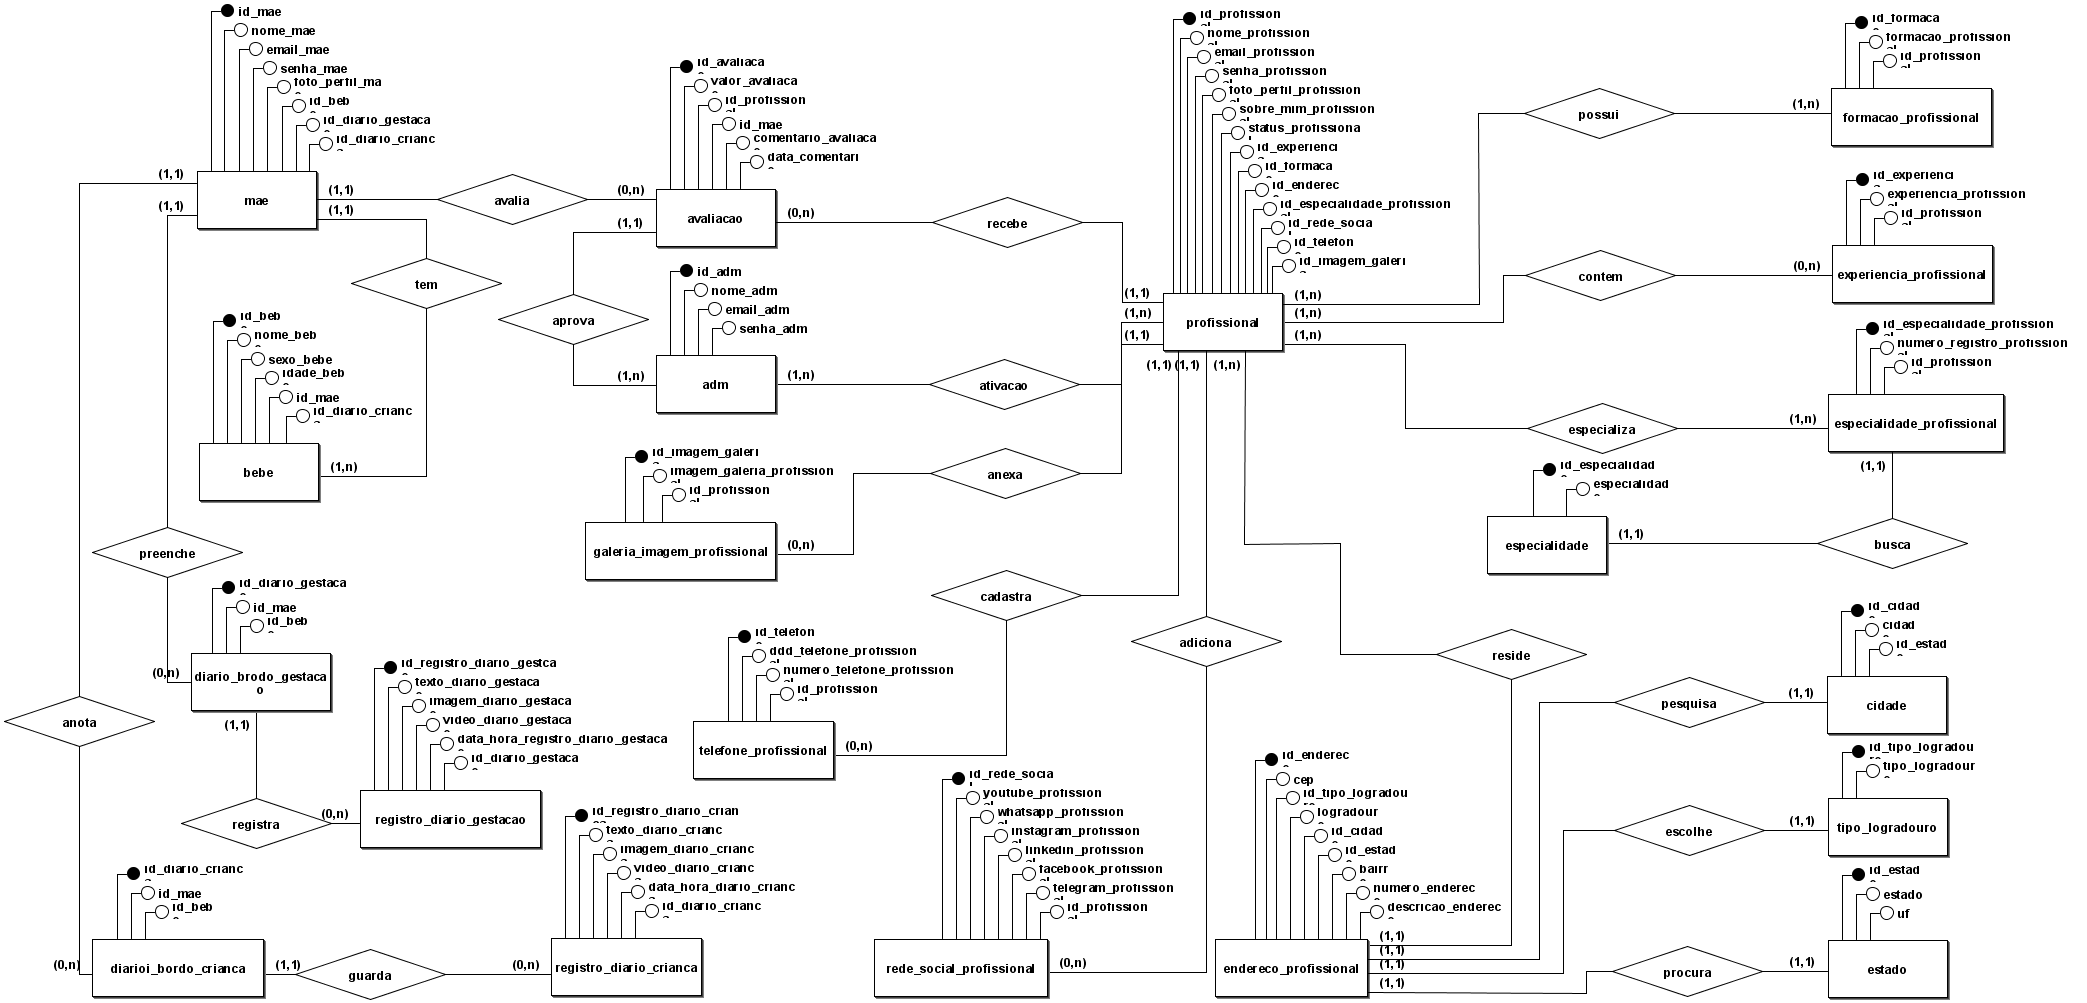 id_mae
nome_mae
email_mae
senha_mae
foto_perfil_ma
id_beb
id_diario_gestaca
id_diario_crianc
mae
(1,1)
(1,1)
(1,1)
(1,1)
avalia
(0,n)
tem
id_avaliaca
valor_avaliaca
id_profission
id_mae
comentario_avaliaca
data_comentari
avaliacao
(0,n)
(1,1)
recebe
aprova
id_adm
nome_adm
email_adm
senha_adm
adm
(1,n)
(1,n)
ativacao
id_profission
nome_profission
email_profission
senha_profission
foto_perfil_profission
sobre_mim_profission
status_profissiona
l
id_experienci
id_formaca
id_enderec
id_especialidade_profission
id_rede_socia
id_telefon
id_imagem_galeri
profissional
(1,1)
(1,n)
(1,1)
(1,n)
(1,n)
(1,n)
(1,1)
(1,1)
(1,n)
id_formaca
formacao_profission
id_profission
formacao_profissional
(1,n)
possui
id_experienci
experiencia_profission
id_profission
experiencia_profissional
(0,n)
contem
id_especialidade_profission
numero_registro_profission
id_profission
especialidade_profissional
(1,n)
especializa
(1,1)
id_especialidad
especialidad
especialidade
(1,1)
busca
id_beb
nome_beb
sexo_bebe
idade_beb
id_mae
id_diario_crianc
bebe
(1,n)
id_imagem_galeri
imagem_galeria_profission
id_profission
galeria_imagem_profissional
(0,n)
anexa
preenche
id_diario_gestaca
id_mae
id_beb
diario_brodo_gestaca
o
(0,n)
(1,1)
anota
registra
(0,n)
id_registro_diario_gestca
texto_diario_gestaca
imagem_diario_gestaca
video_diario_gestaca
data_hora_registro_diario_gestaca
id_diario_gestaca
registro_diario_gestacao
cadastra
id_telefon
ddd_telefone_profission
numero_telefone_profission
id_profission
telefone_profissional
(0,n)
adiciona
reside
id_cidad
cidad
id_estad
cidade
(1,1)
pesquisa
id_tipo_logradou
tipo_logradour
tipo_logradouro
(1,1)
escolhe
id_estad
estado
uf
estado
(1,1)
procura
id_enderec
cep
id_tipo_logradou
logradour
id_cidad
id_estad
bairr
numero_enderec
descricao_enderec
endereco_profissional
(1,1)
(1,1)
(1,1)
(1,1)
id_rede_socia
youtube_profission
whatsapp_profission
instagram_profission
linkedin_profission
facebook_profission
telegram_profission
id_profission
rede_social_profissional
(0,n)
id_diario_crianc
id_mae
id_beb
diarioi_bordo_crianca
(0,n)
(1,1)
guarda
(0,n)
id_registro_diario_crian
texto_diario_crianc
imagem_diario_crianc
video_diario_crianc
data_hora_diario_crianc
id_diario_crianc
registro_diario_crianca